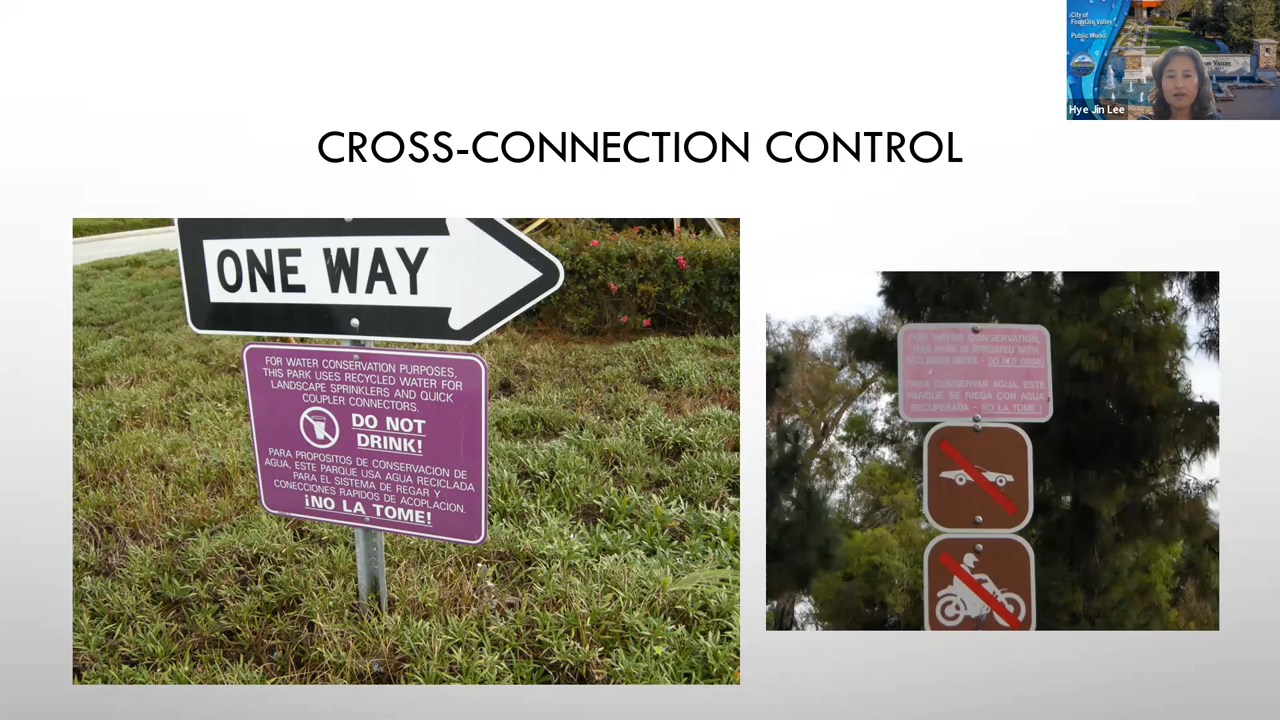 City of
Fountain Valley
Public Works
Hye Jin Lee
CROSS-CONNECTION CONTROL
ONE WAY
FOR WATER CONSERVATION PURPOSES,
THIS PARK USES RECYCLED WATER FOR
LANDSCAPE SPRINKLERS AND QUICK
COUPLER CONNECTORS.
DO NOT
DRINK!
PARA PROPOSITOS DE CONSERVACION DE
AGUA, ESTE PARQUE USA AGUA RECICLADA
PARA EL SISTEMA DE REGAR Y
CONECCIONES RAPIDOS DE ACOPLACION.
¡NO LA TOME!
FOR WATER CONSERVATION,
THIS PARK IS IRRIGATED WITH
RECLAIMED WATER - DO NOT DRINK!
PARA CONSERVAR AGUA, ESTE
PARQUE SE RIEGA CON AGUA
RECUPERADA - NO LA TOME!